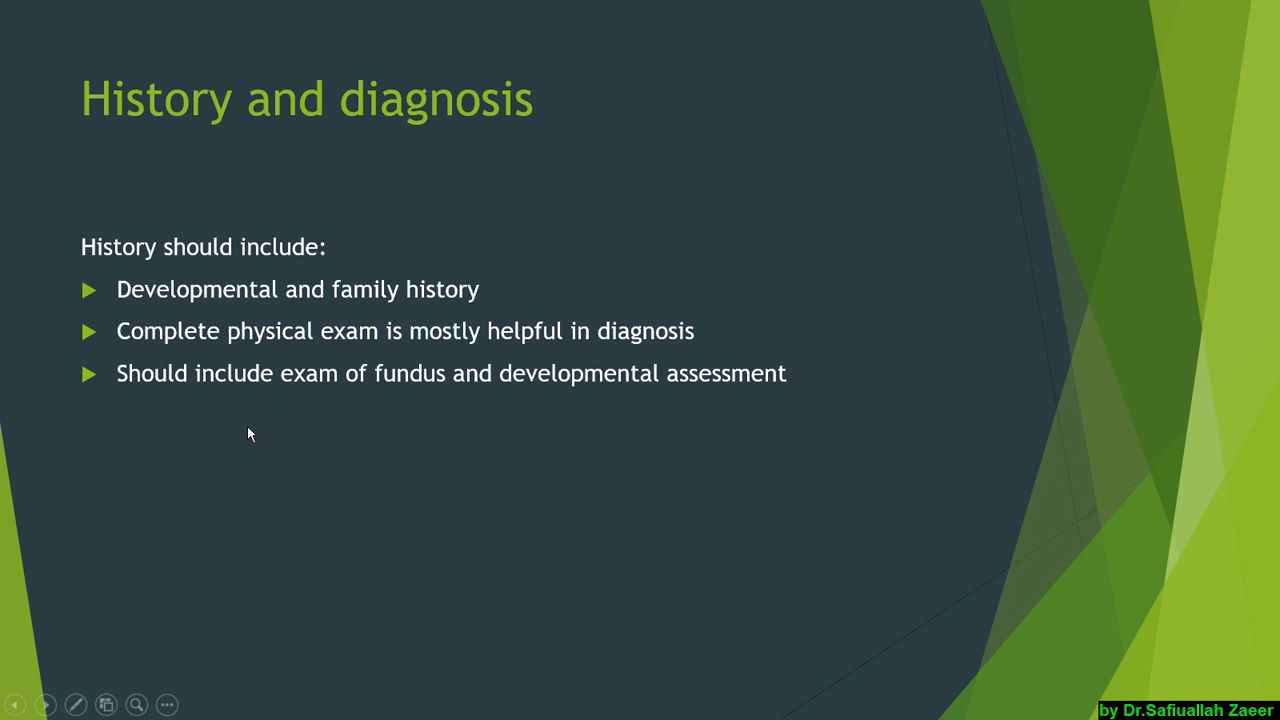 History and diagnosis
History should include:
Developmental and family history
Complete physical exam is mostly helpful in diagnosis
Should include exam of fundus and developmental assessment
by Dr.Safiuallah Zaeer